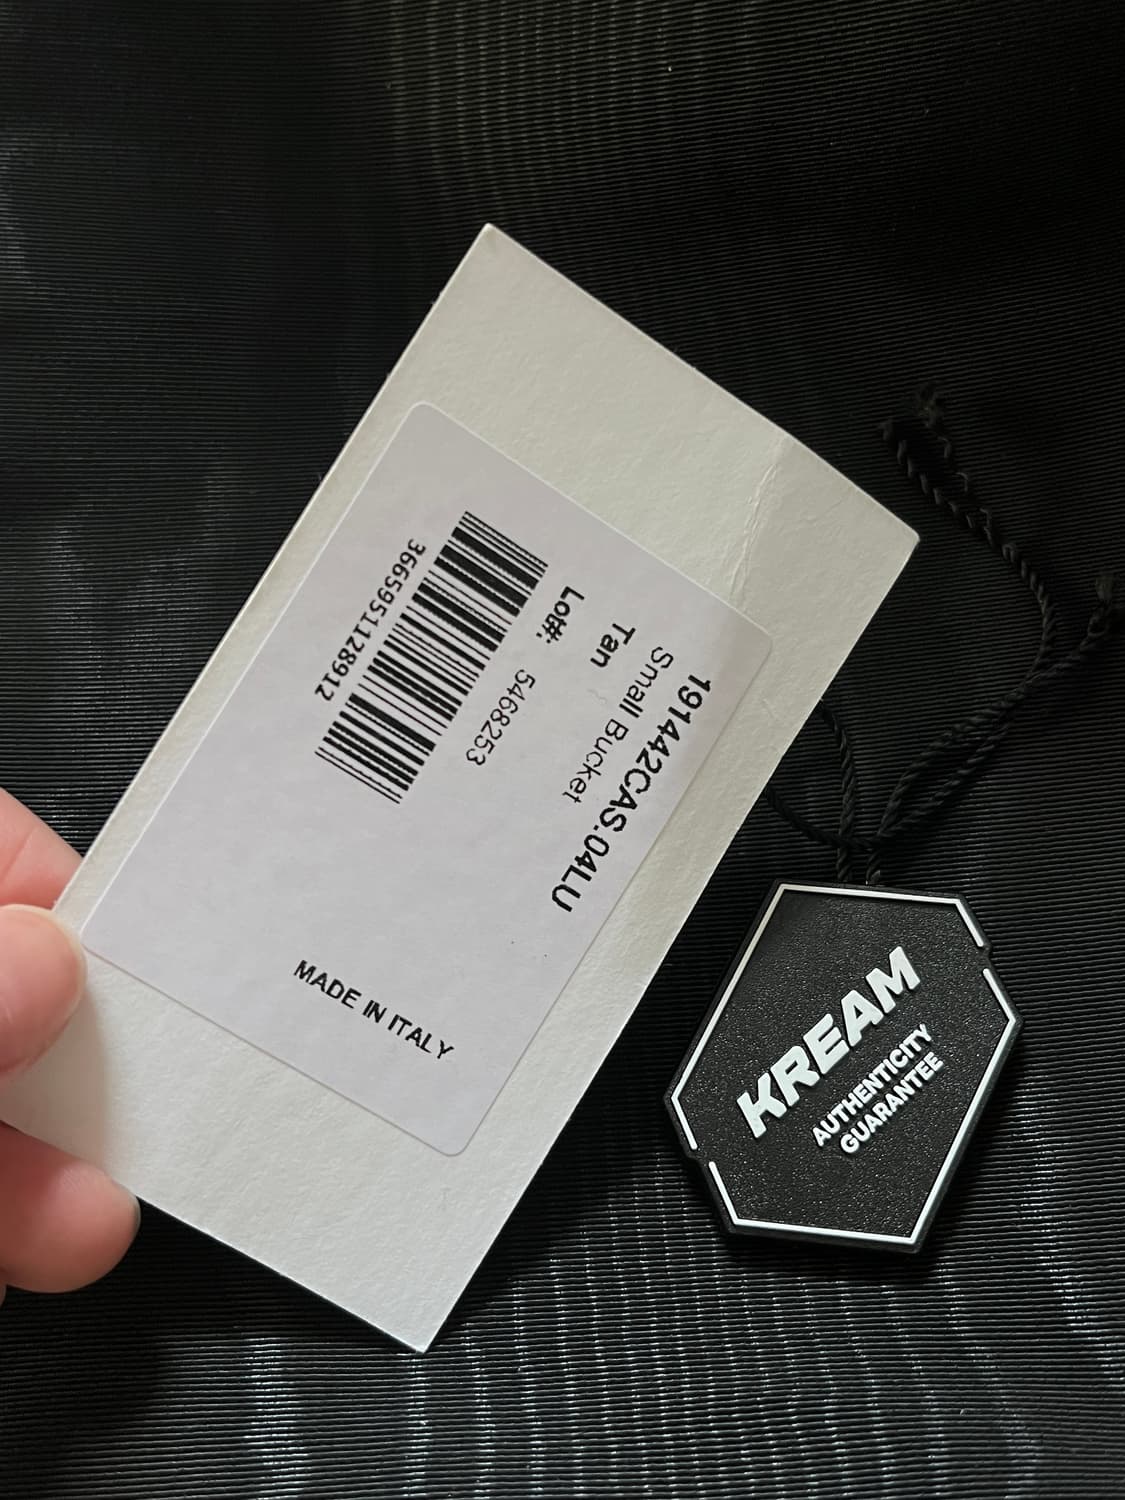 191442CAS.04LU
Small Bucket
Tan
Lot#: 5468253
3665951128912
MADE IN ITALY
KREAM
AUTHENTICITY
GUARANTEE